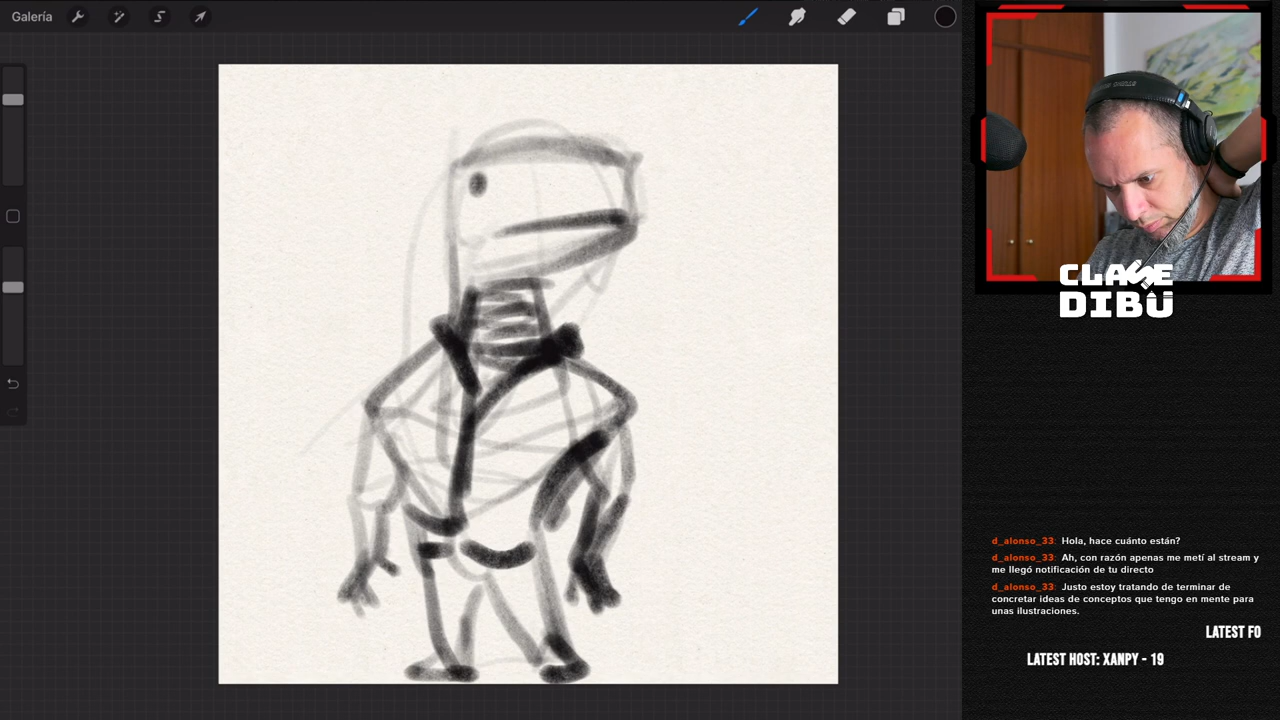 Galería
CLASE
DIBU
d_alonso_33: Hola, hace cuánto están?
d_alonso_33: Ah, con razón apenas me metí al stream y
me llegó notificación de tu directo
d_alonso_33: Justo estoy tratando de terminar de
concretar ideas de conceptos que tengo en mente para
unas ilustraciones.
LATEST FO
LATEST HOST: XANPY - 19